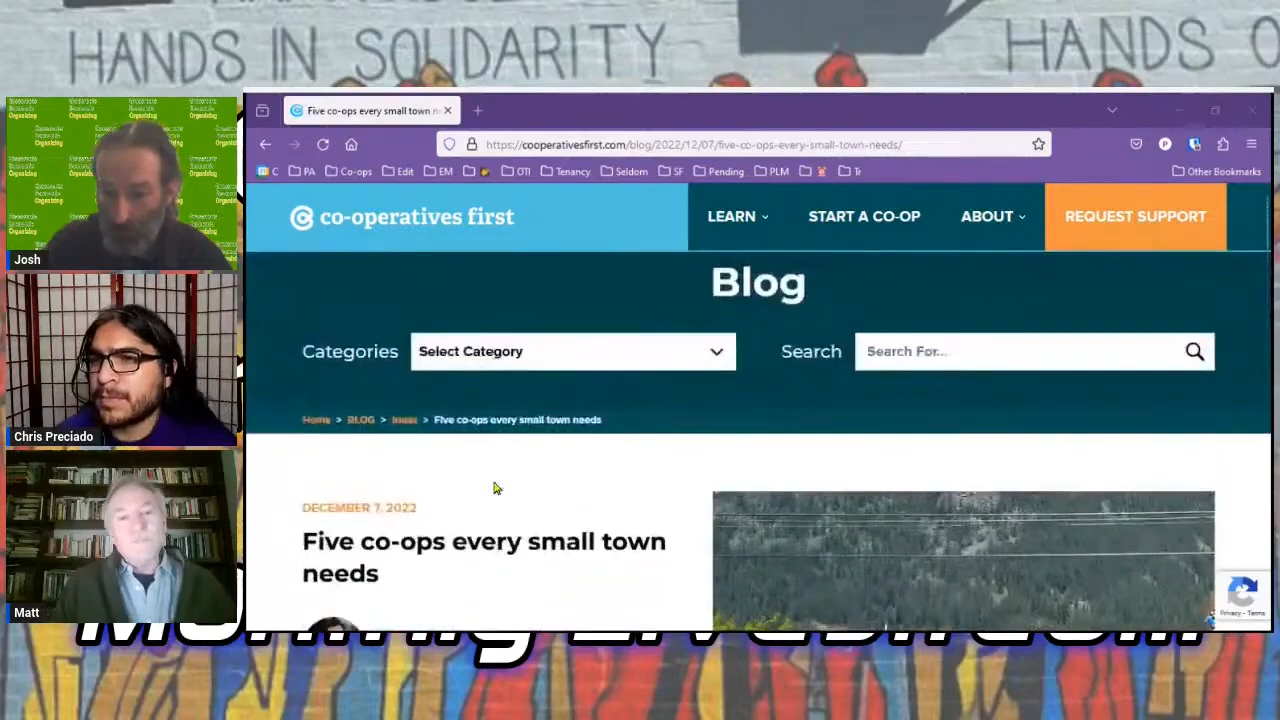 HANDS IN SOLIDARITY
HANDS O
Josh
Chris Preciado
Matt
Five co-ops every small town n
https://cooperativesfirst.com/blog/2022/12/07/five-co-ops-every-small-town-needs/
C PA Co-ops Edit EM OTI Tenancy Seldom SF Pending PLM Tr Other Bookmarks
co-operatives first
LEARN START A CO-OP ABOUT REQUEST SUPPORT
Blog
Categories Select Category Search Search For...
Home > BLOG > Ideas > Five co-ops every small town needs
DECEMBER 7, 2022
Five co-ops every small town
needs
Privacy - Terms